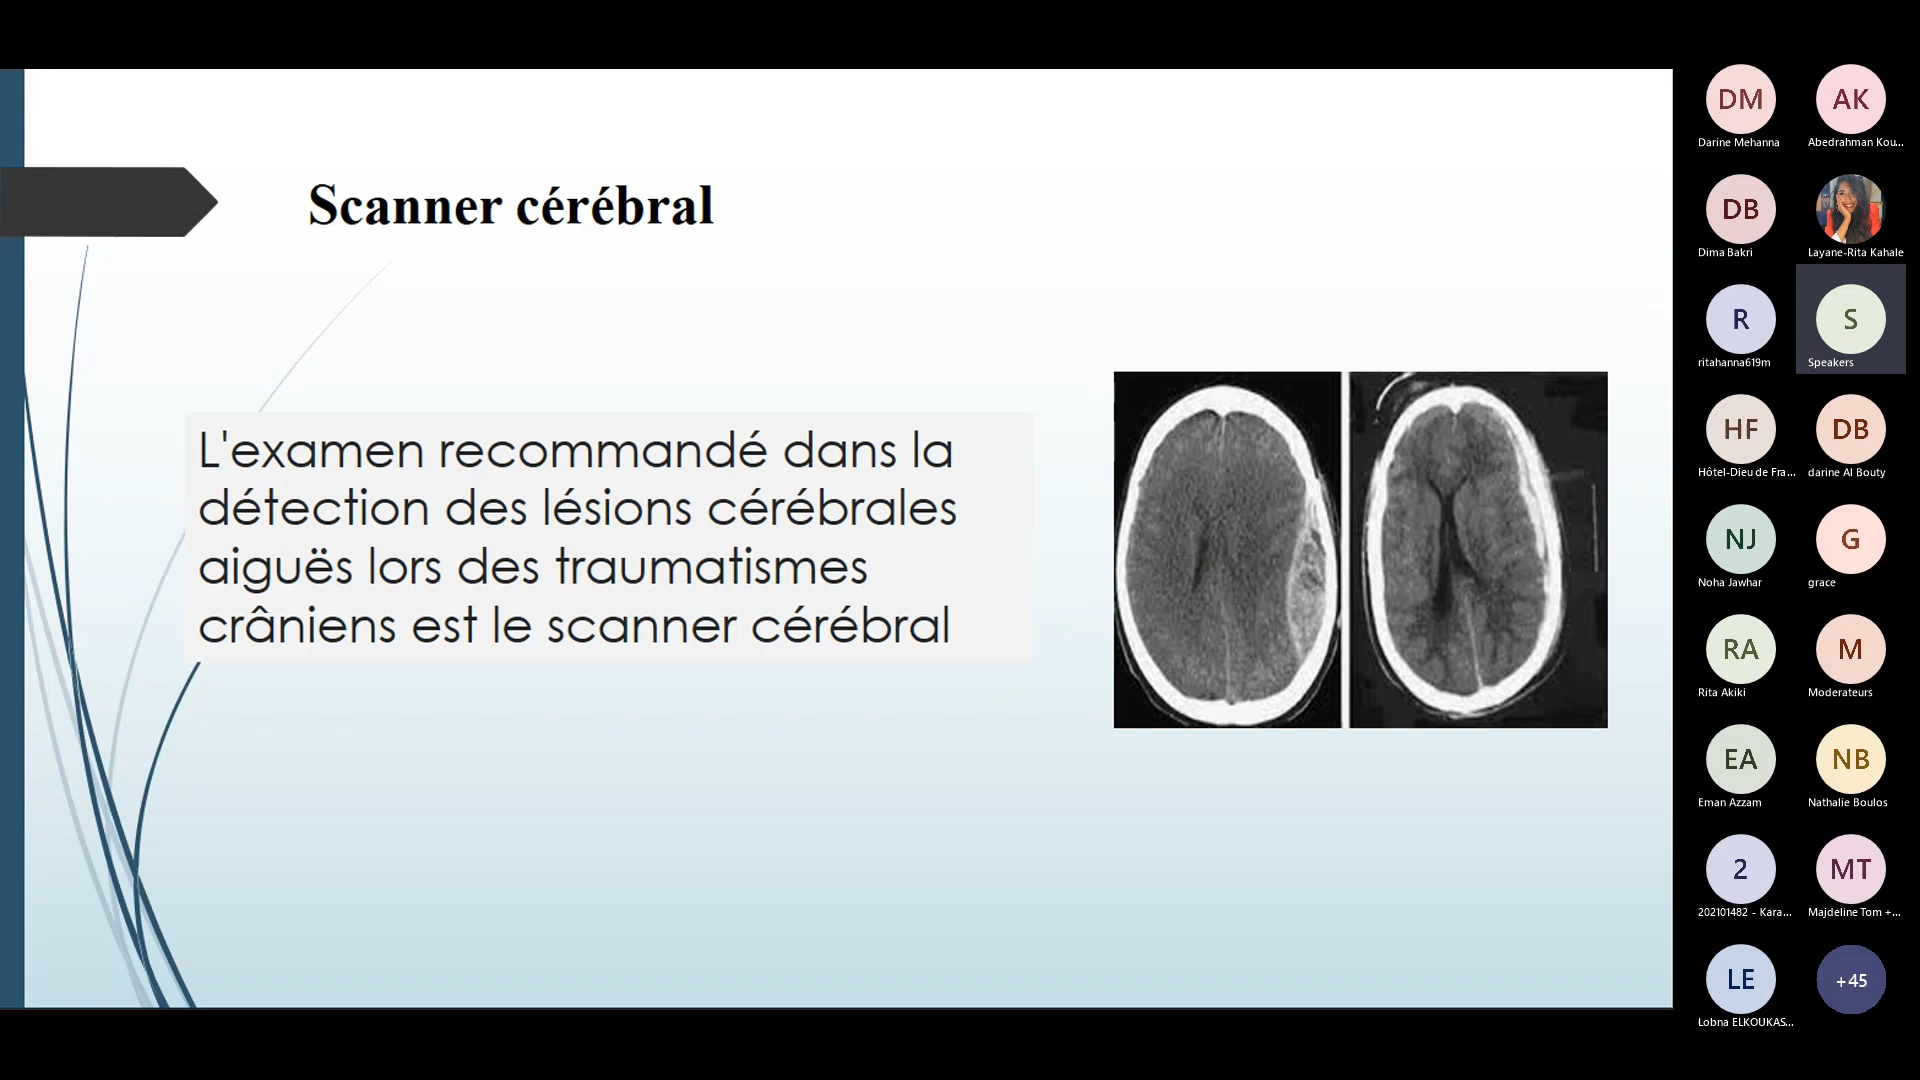 Scanner cérébral
L'examen recommandé dans la
détection des lésions cérébrales
aiguës lors des traumatismes
crâniens est le scanner cérébral
DM
Darine Mehanna
AK
Abedrahman Kou...
DB
Dima Bakri
Layane-Rita Kahale
R
ritahanna619m
S
Speakers
HF
Hôtel-Dieu de Fra...
DB
darine Al Bouty
NJ
Noha Jawhar
G
grace
RA
Rita Akiki
M
Moderateurs
EA
Eman Azzam
NB
Nathalie Boulos
2
202101482 - Kara...
MT
Majdeline Tom +...
LE
Lobna ELKOUKAS...
+45